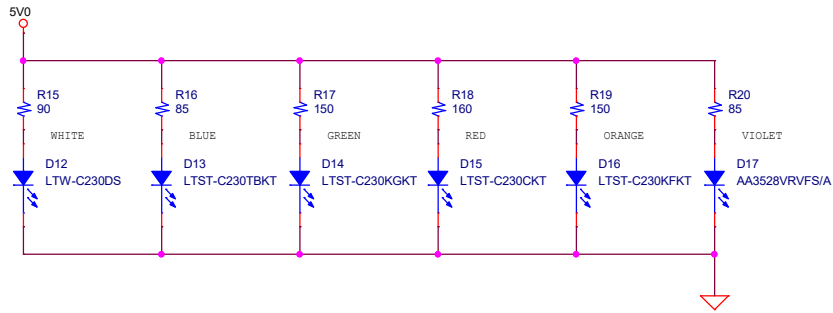 5V0
R15 R16 R17 R18 R19 R20
90 85 150 160 150 85
WHITE BLUE GREEN RED ORANGE VIOLET
D12 D13 D14 D15 D16 D17
LTW-C230DS LTST-C230TBKT LTST-C230KGKT LTST-C230CKT LTST-C230KFKT AA3528VRVFS/A